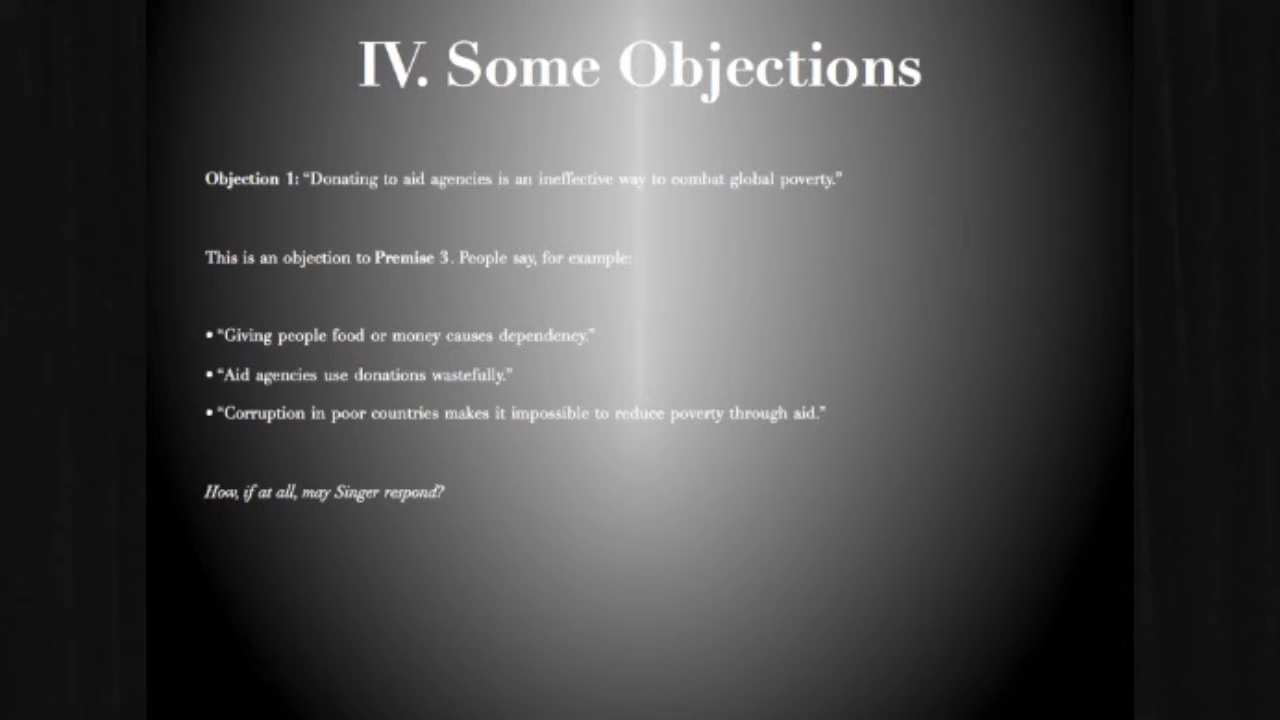 IV. Some Objections
Objection 1: “Donating to aid agencies is an ineffective way to combat global poverty.”
This is an objection to Premise 3. People say, for example:
• “Giving people food or money causes dependency.”
• “Aid agencies use donations wastefully.”
• “Corruption in poor countries makes it impossible to reduce poverty through aid.”
How, if at all, may Singer respond?